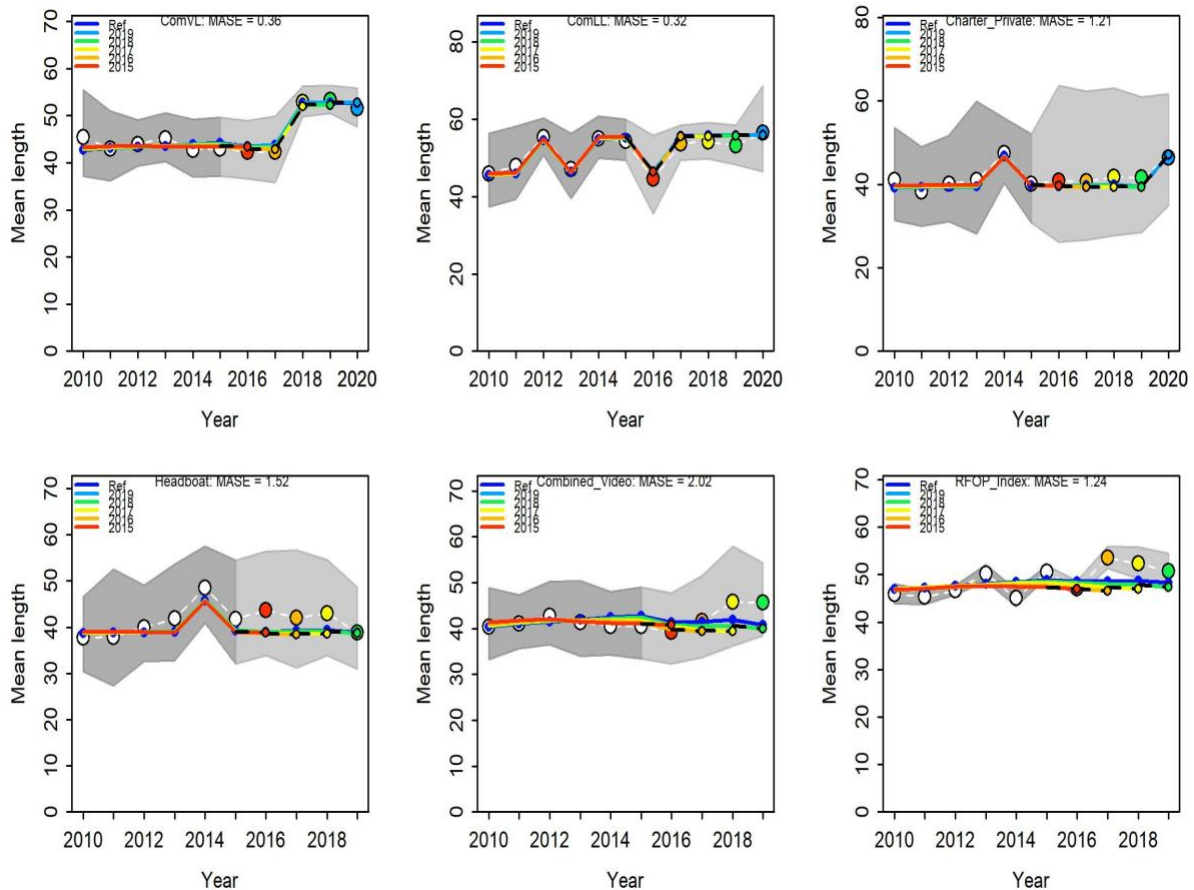 ComVL: MASE = 0.36
Ref
2019
2018
2017
2016
2015
Mean length
0 10 20 30 40 50 60 70
2010 2012 2014 2016 2018 2020
Year
ComLL: MASE = 0.32
Ref
2019
2018
2017
2016
2015
Mean length
0 20 40 60 80
2010 2012 2014 2016 2018 2020
Year
Charter_Private: MASE = 1.21
Ref
2019
2018
2017
2016
2015
Mean length
0 20 40 60 80
2010 2012 2014 2016 2018 2020
Year
Headboat: MASE = 1.52
Ref
2019
2018
2017
2016
2015
Mean length
0 10 20 30 40 50 60 70
2010 2012 2014 2016 2018
Year
Combined_Video: MASE = 2.02
Ref
2019
2018
2017
2016
2015
Mean length
0 10 20 30 40 50 60 70
2010 2012 2014 2016 2018
Year
RFOP_Index: MASE = 1.24
Ref
2019
2018
2017
2016
2015
Mean length
0 10 20 30 40 50 60 70
2010 2012 2014 2016 2018
Year